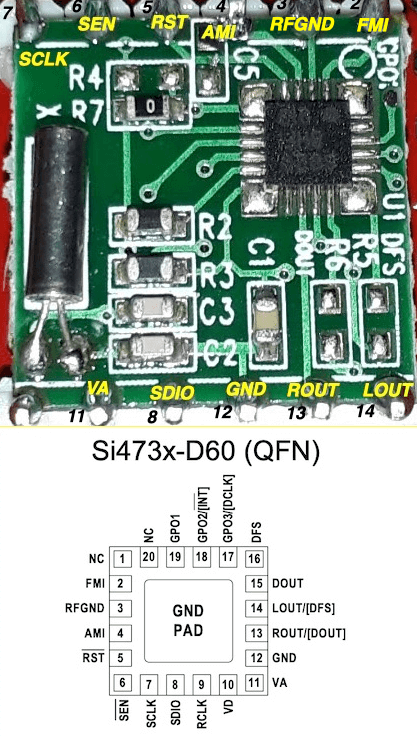 7 6 5 4 3 2
SCLK SEN RST AMI RFGND FMI
R4 C5 GPO1
R7 0
X
U1
R2 C1 DOUT R6 R5 DFS
R3
C3
C2
VA SDIO GND ROUT LOUT
11 8 12 13 14
Si473x-D60 (QFN)
NC GPO1 GPO2/[INT] GPO3/[DCLK] DFS
20 19 18 17 16
NC 1
FMI 2 15 DOUT
RFGND 3 14 LOUT/[DFS]
AMI 4 13 ROUT/[DOUT]
RST 5 12 GND
6 7 8 9 10 11 VA
GND
PAD
SEN SCLK SDIO RCLK VD